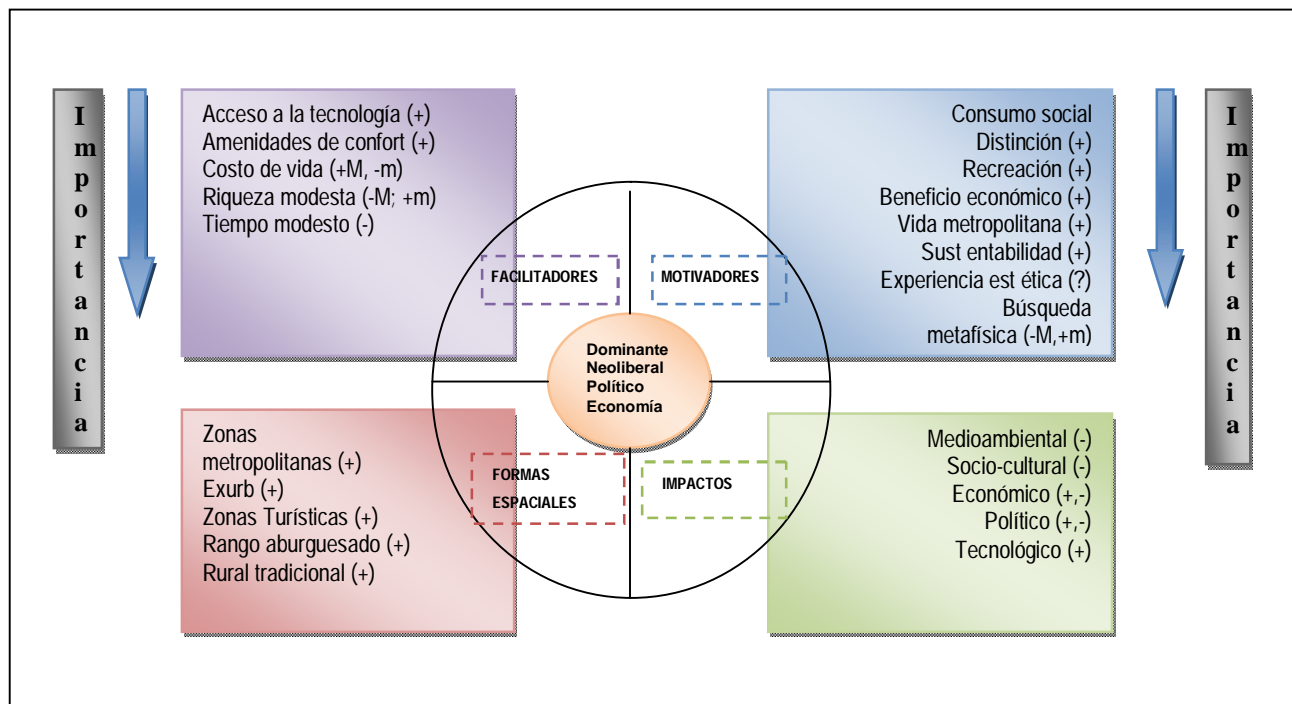 Importancia
Acceso a la tecnología (+)
Amenidades de confort (+)
Costo de vida (+M, -m)
Riqueza modesta (-M; +m)
Tiempo modesto (-)
Consumo social
Distinción (+)
Recreación (+)
Beneficio económico (+)
Vida metropolitana (+)
Sust entabilidad (+)
Experiencia est ética (?)
Búsqueda
metafísica (-M,+m)
Importancia
FACILITADORES
MOTIVADORES
Dominante
Neoliberal
Político
Economía
Zonas
metropolitanas (+)
Exurb (+)
Zonas Turísticas (+)
Rango aburguesado (+)
Rural tradicional (+)
FORMAS
ESPACIALES
IMPACTOS
Medioambiental (-)
Socio-cultural (-)
Económico (+,-)
Político (+,-)
Tecnológico (+)